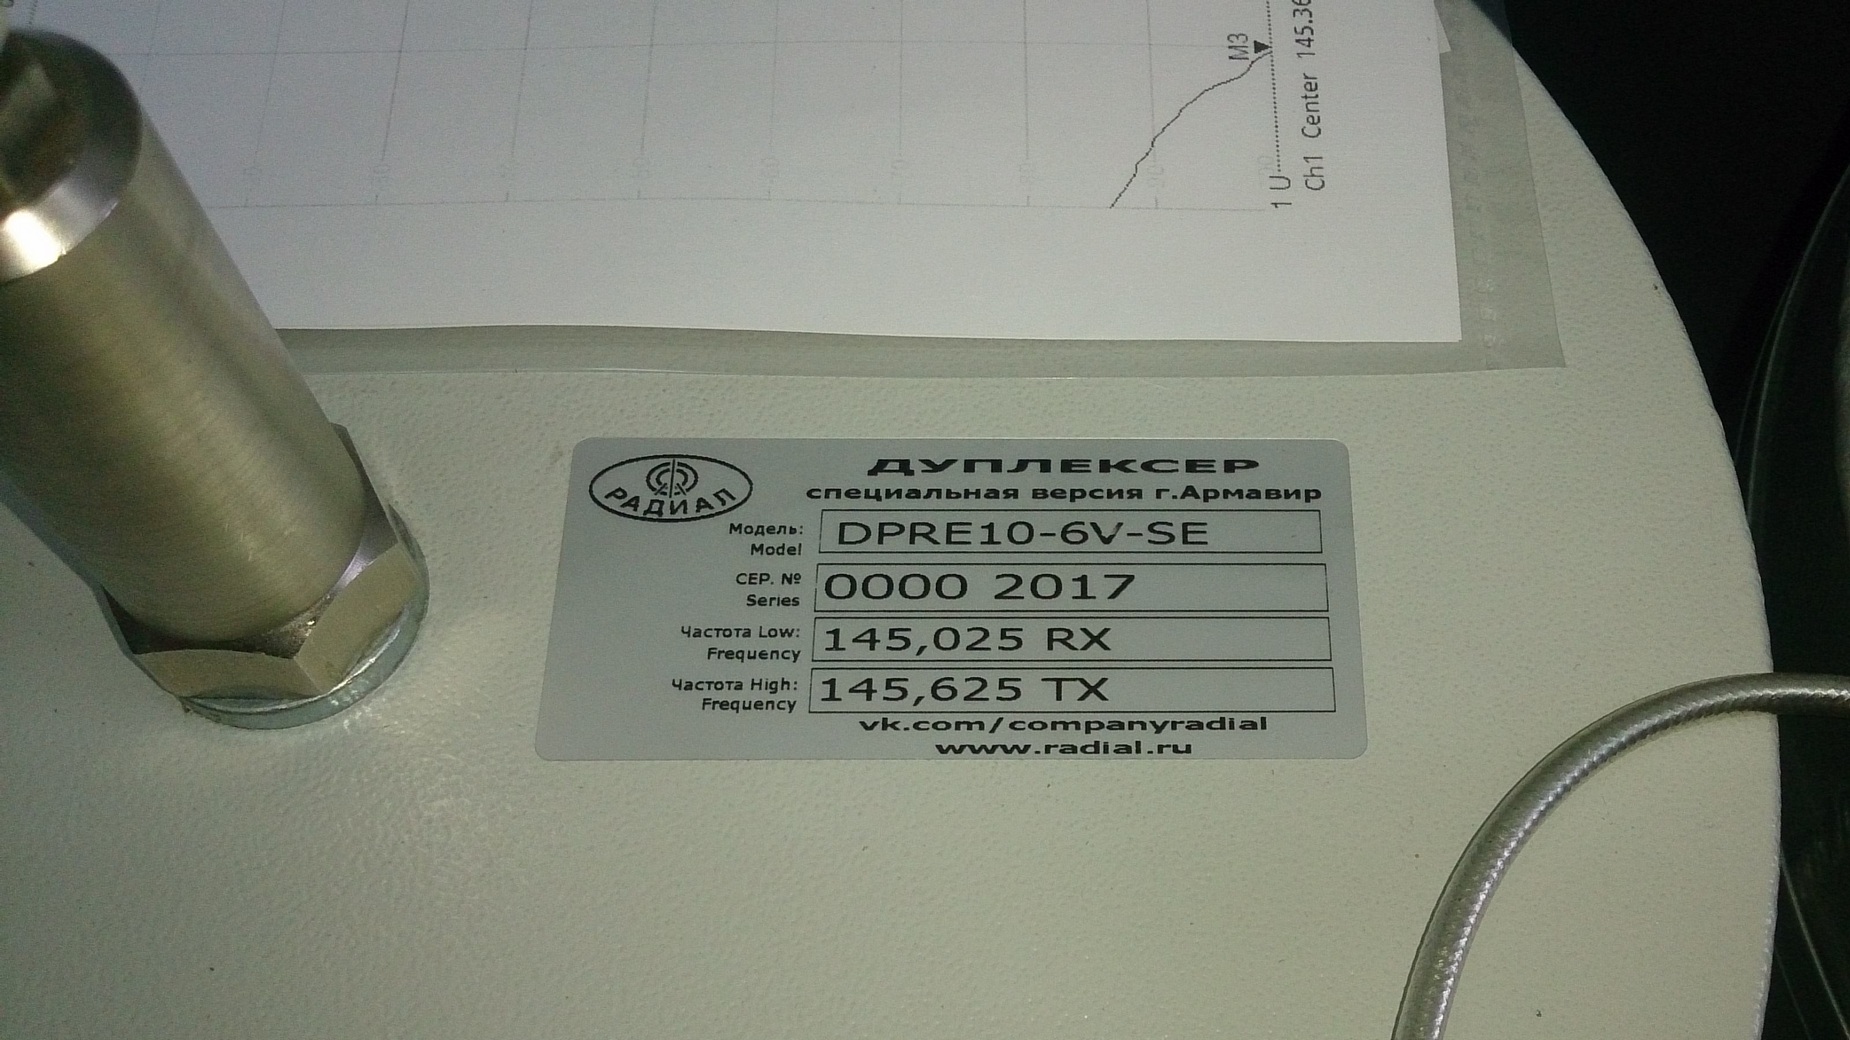 M3
1 U
Ch1 Center 145.36
РАДИАЛ
ДУПЛЕКСЕР
специальная версия г.Армавир
Модель: DPRE10-6V-SE
Model
СЕР. № 0000 2017
Series
Частота Low: 145,025 RX
Frequency
Частота High: 145,625 TX
Frequency
vk.com/companyradial
www.radial.ru